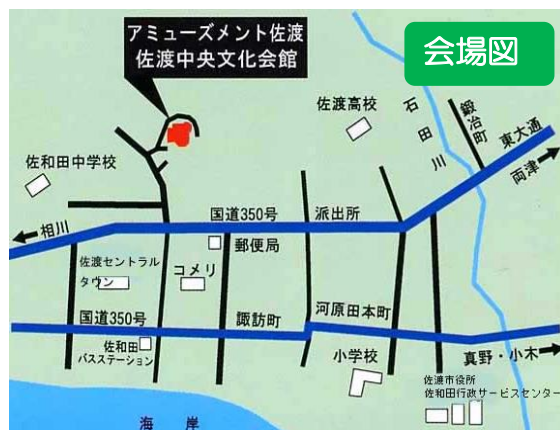 アミューズメント佐渡
佐渡中央文化会館
会場図
佐渡高校
石田川
鍛冶町
東大通
両津
佐和田中学校
国道350号
派出所
相川
郵便局
佐渡セントラル
タウン
コメリ
国道350号
諏訪町
河原田本町
佐和田
バスステーション
小学校
真野・小木
佐渡市役所
佐和田行政サービスセンター
海岸